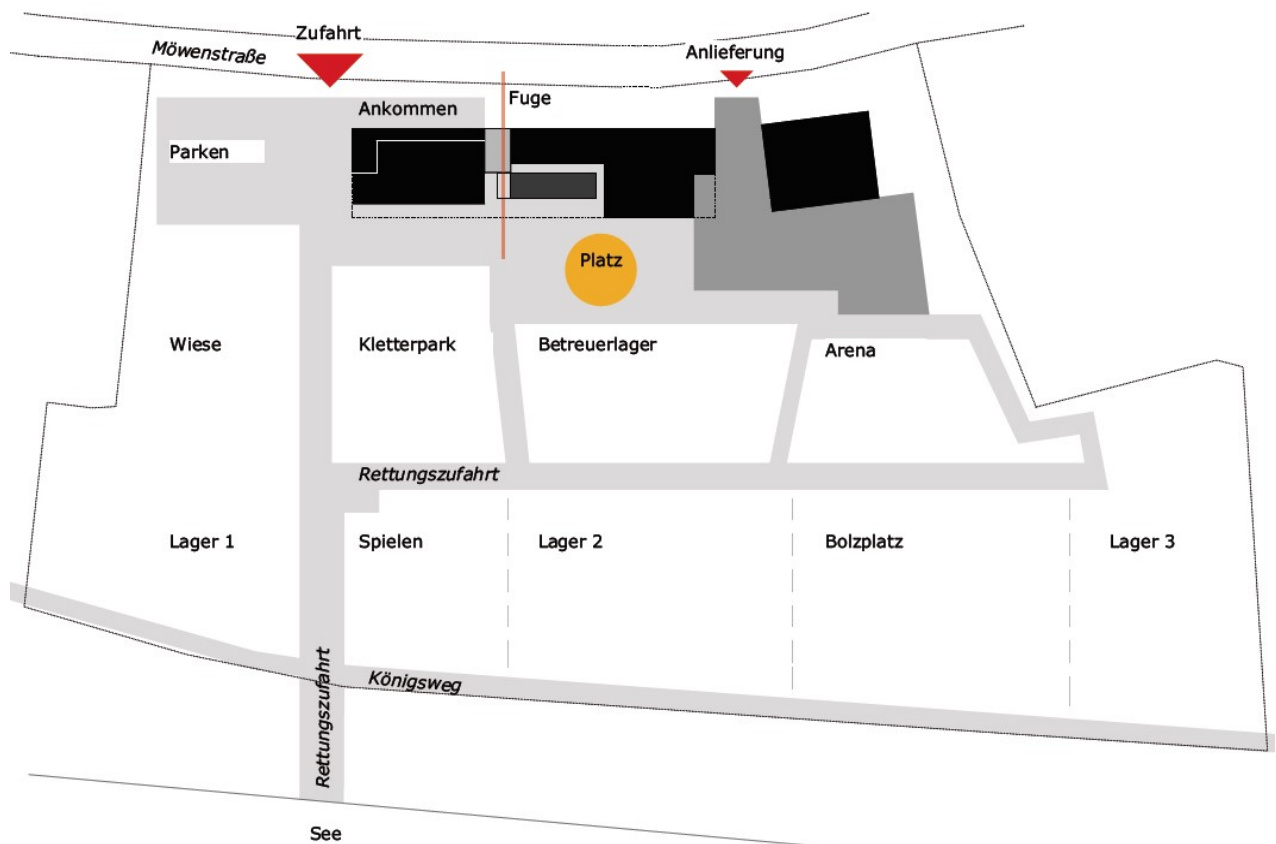 Zufahrt
Möwenstraße
Anlieferung
Ankommen
Fuge
Parken
Platz
Wiese
Kletterpark
Betreuerlager
Arena
Rettungszufahrt
Lager 1
Spielen
Lager 2
Bolzplatz
Lager 3
Rettungszufahrt
Königsweg
See